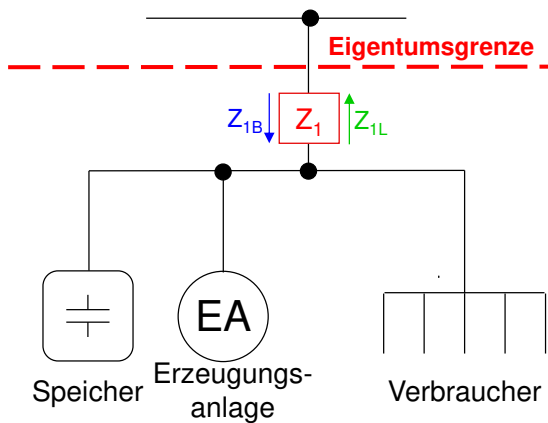 Eigentumsgrenze
Z1B Z1 Z1L
EA
Speicher
Erzeugungs-
anlage
Verbraucher